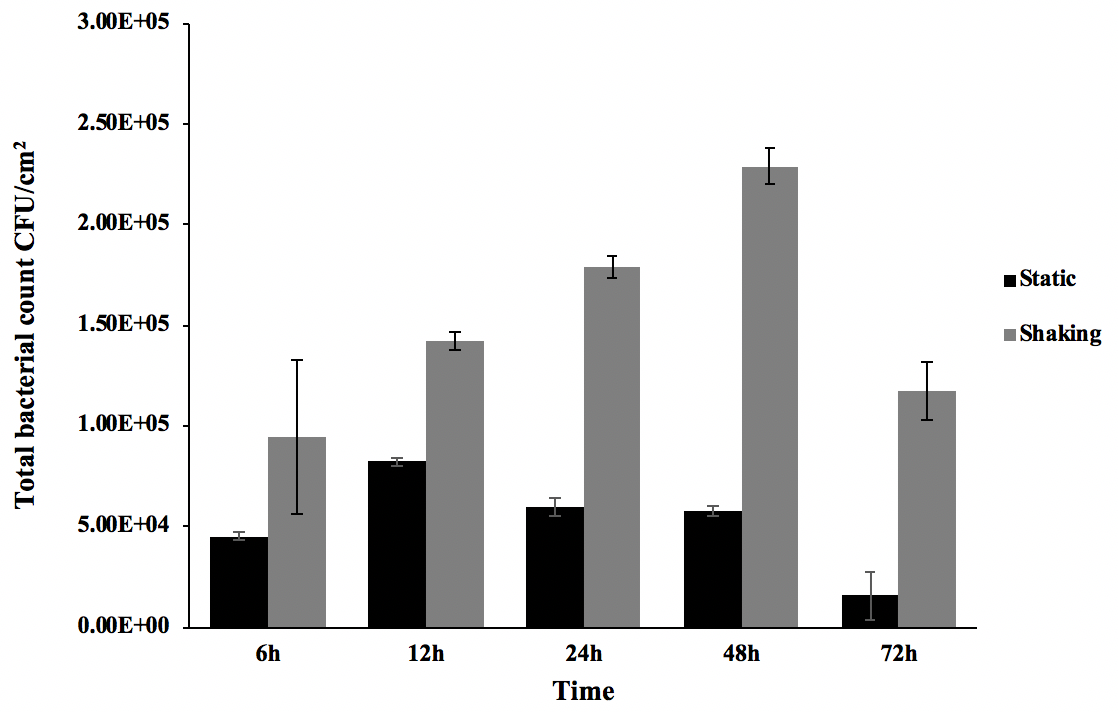 3.00E+05
2.50E+05
2.00E+05
1.50E+05
1.00E+05
5.00E+04
0.00E+00
Total bacterial count CFU/cm²
6h 12h 24h 48h 72h
Time
Static
Shaking